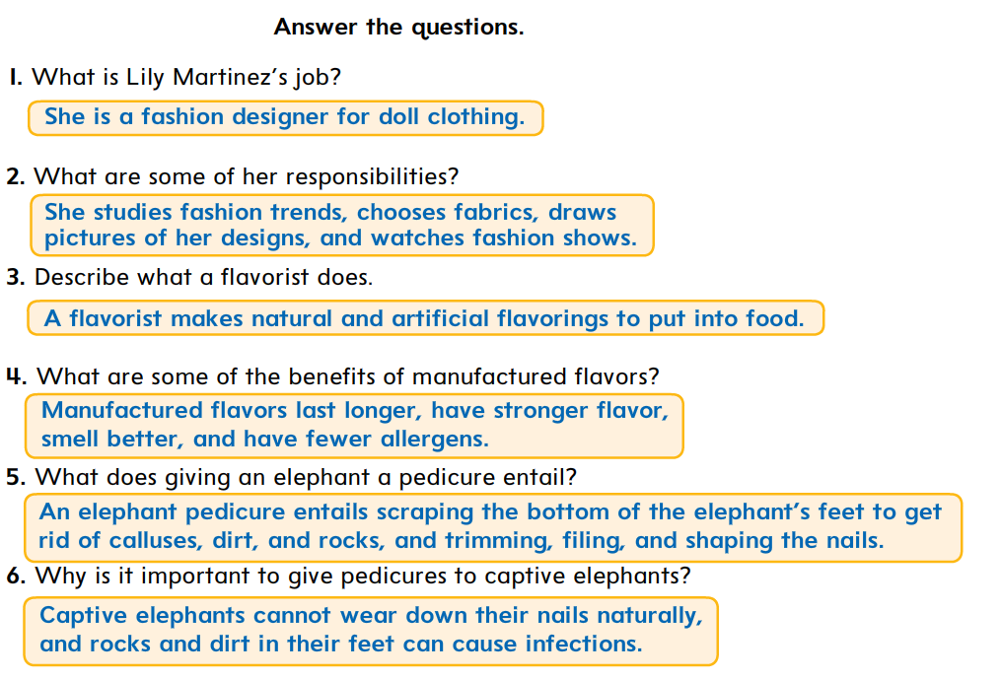 Answer the questions.
1. What is Lily Martinez's job?
She is a fashion designer for doll clothing.
2. What are some of her responsibilities?
She studies fashion trends, chooses fabrics, draws
pictures of her designs, and watches fashion shows.
3. Describe what a flavorist does.
A flavorist makes natural and artificial flavorings to put into food.
4. What are some of the benefits of manufactured flavors?
Manufactured flavors last longer, have stronger flavor,
smell better, and have fewer allergens.
5. What does giving an elephant a pedicure entail?
An elephant pedicure entails scraping the bottom of the elephant's feet to get
rid of calluses, dirt, and rocks, and trimming, filing, and shaping the nails.
6. Why is it important to give pedicures to captive elephants?
Captive elephants cannot wear down their nails naturally,
and rocks and dirt in their feet can cause infections.